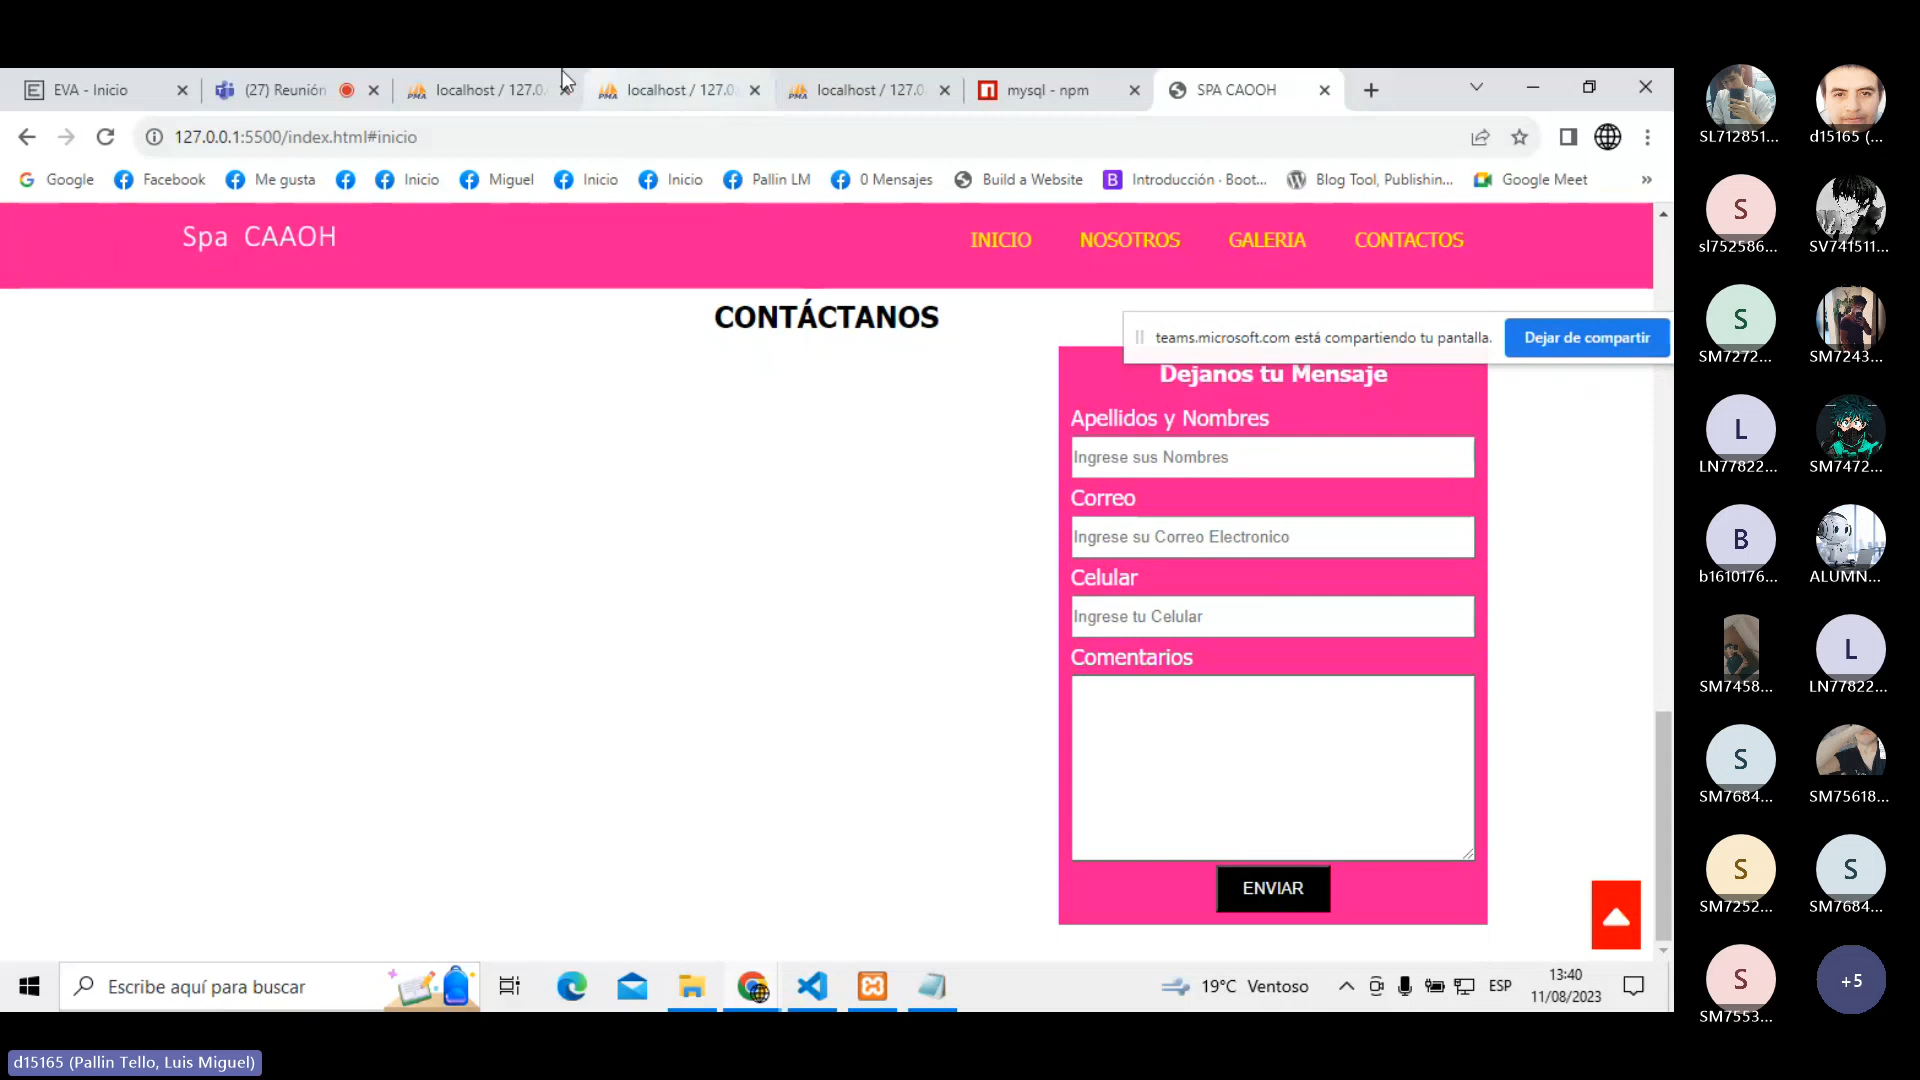 EVA - Inicio
(27) Reunión
localhost / 127.0.
localhost / 127.0.
localhost / 127.0.
mysql - npm
SPA CAOOH
127.0.0.1:5500/index.html#inicio
Google
Facebook
Me gusta
Inicio
Miguel
Inicio
Inicio
Pallin LM
0 Mensajes
Build a Website
Introducción · Boot...
Blog Tool, Publishin...
Google Meet
»
Spa CAAOH
INICIO
NOSOTROS
GALERIA
CONTACTOS
CONTÁCTANOS
teams.microsoft.com está compartiendo tu pantalla.
Dejar de compartir
Dejanos tu Mensaje
Apellidos y Nombres
Ingrese sus Nombres
Correo
Ingrese su Correo Electronico
Celular
Ingrese tu Celular
Comentarios
ENVIAR
Escribe aquí para buscar
19°C Ventoso
ESP
13:40
11/08/2023
d15165 (Pallin Tello, Luis Miguel)
SL712851...
d15165 (...
S
sl752586...
SV741511...
S
SM7272...
SM7243...
L
LN77822...
SM7472...
B
b1610176...
ALUMN...
SM7458...
L
LN77822...
S
SM7684...
SM75618...
S
SM7252...
S
SM7684...
S
SM7553...
+5